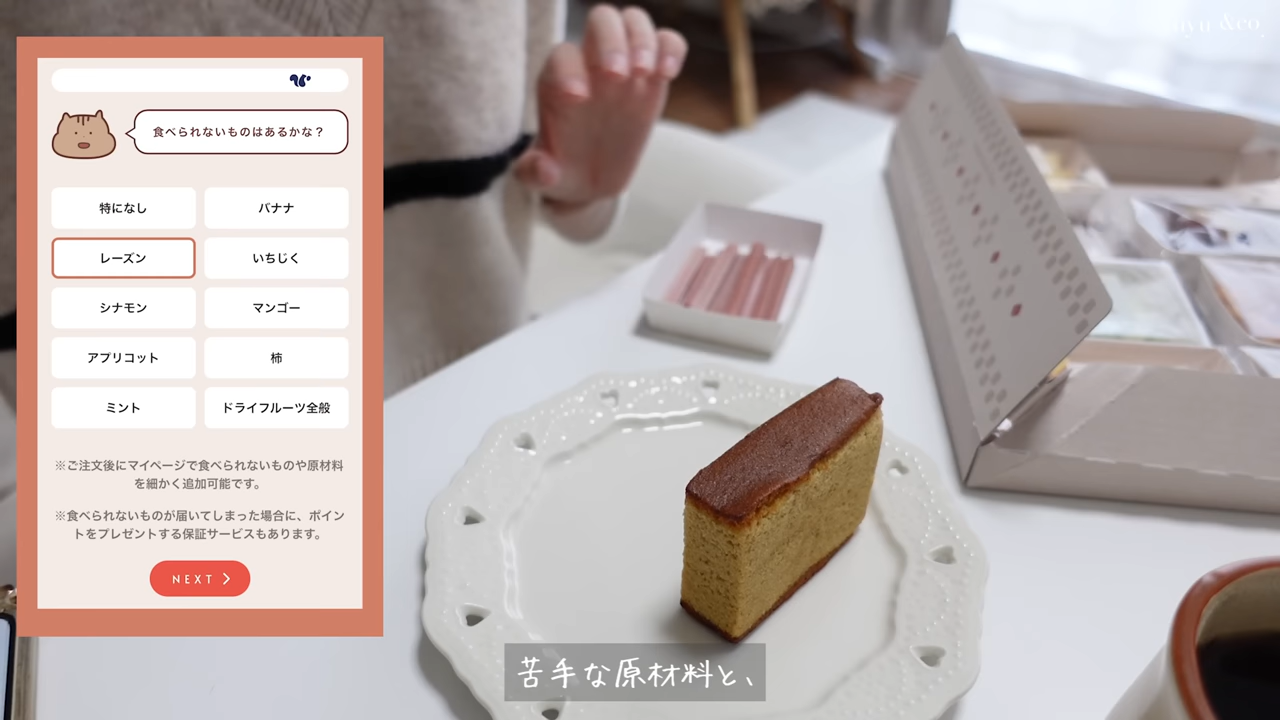 食べられないものはあるかな？
特になし
バナナ
レーズン
いちじく
シナモン
マンゴー
アプリコット
柿
ミント
ドライフルーツ全般
※ご注文後にマイページで食べられないものや原材料
を細かく追加可能です。
※食べられないものが届いてしまった場合に、ポイン
トをプレゼントする保証サービスもあります。
NEXT
苦手な原材料と、